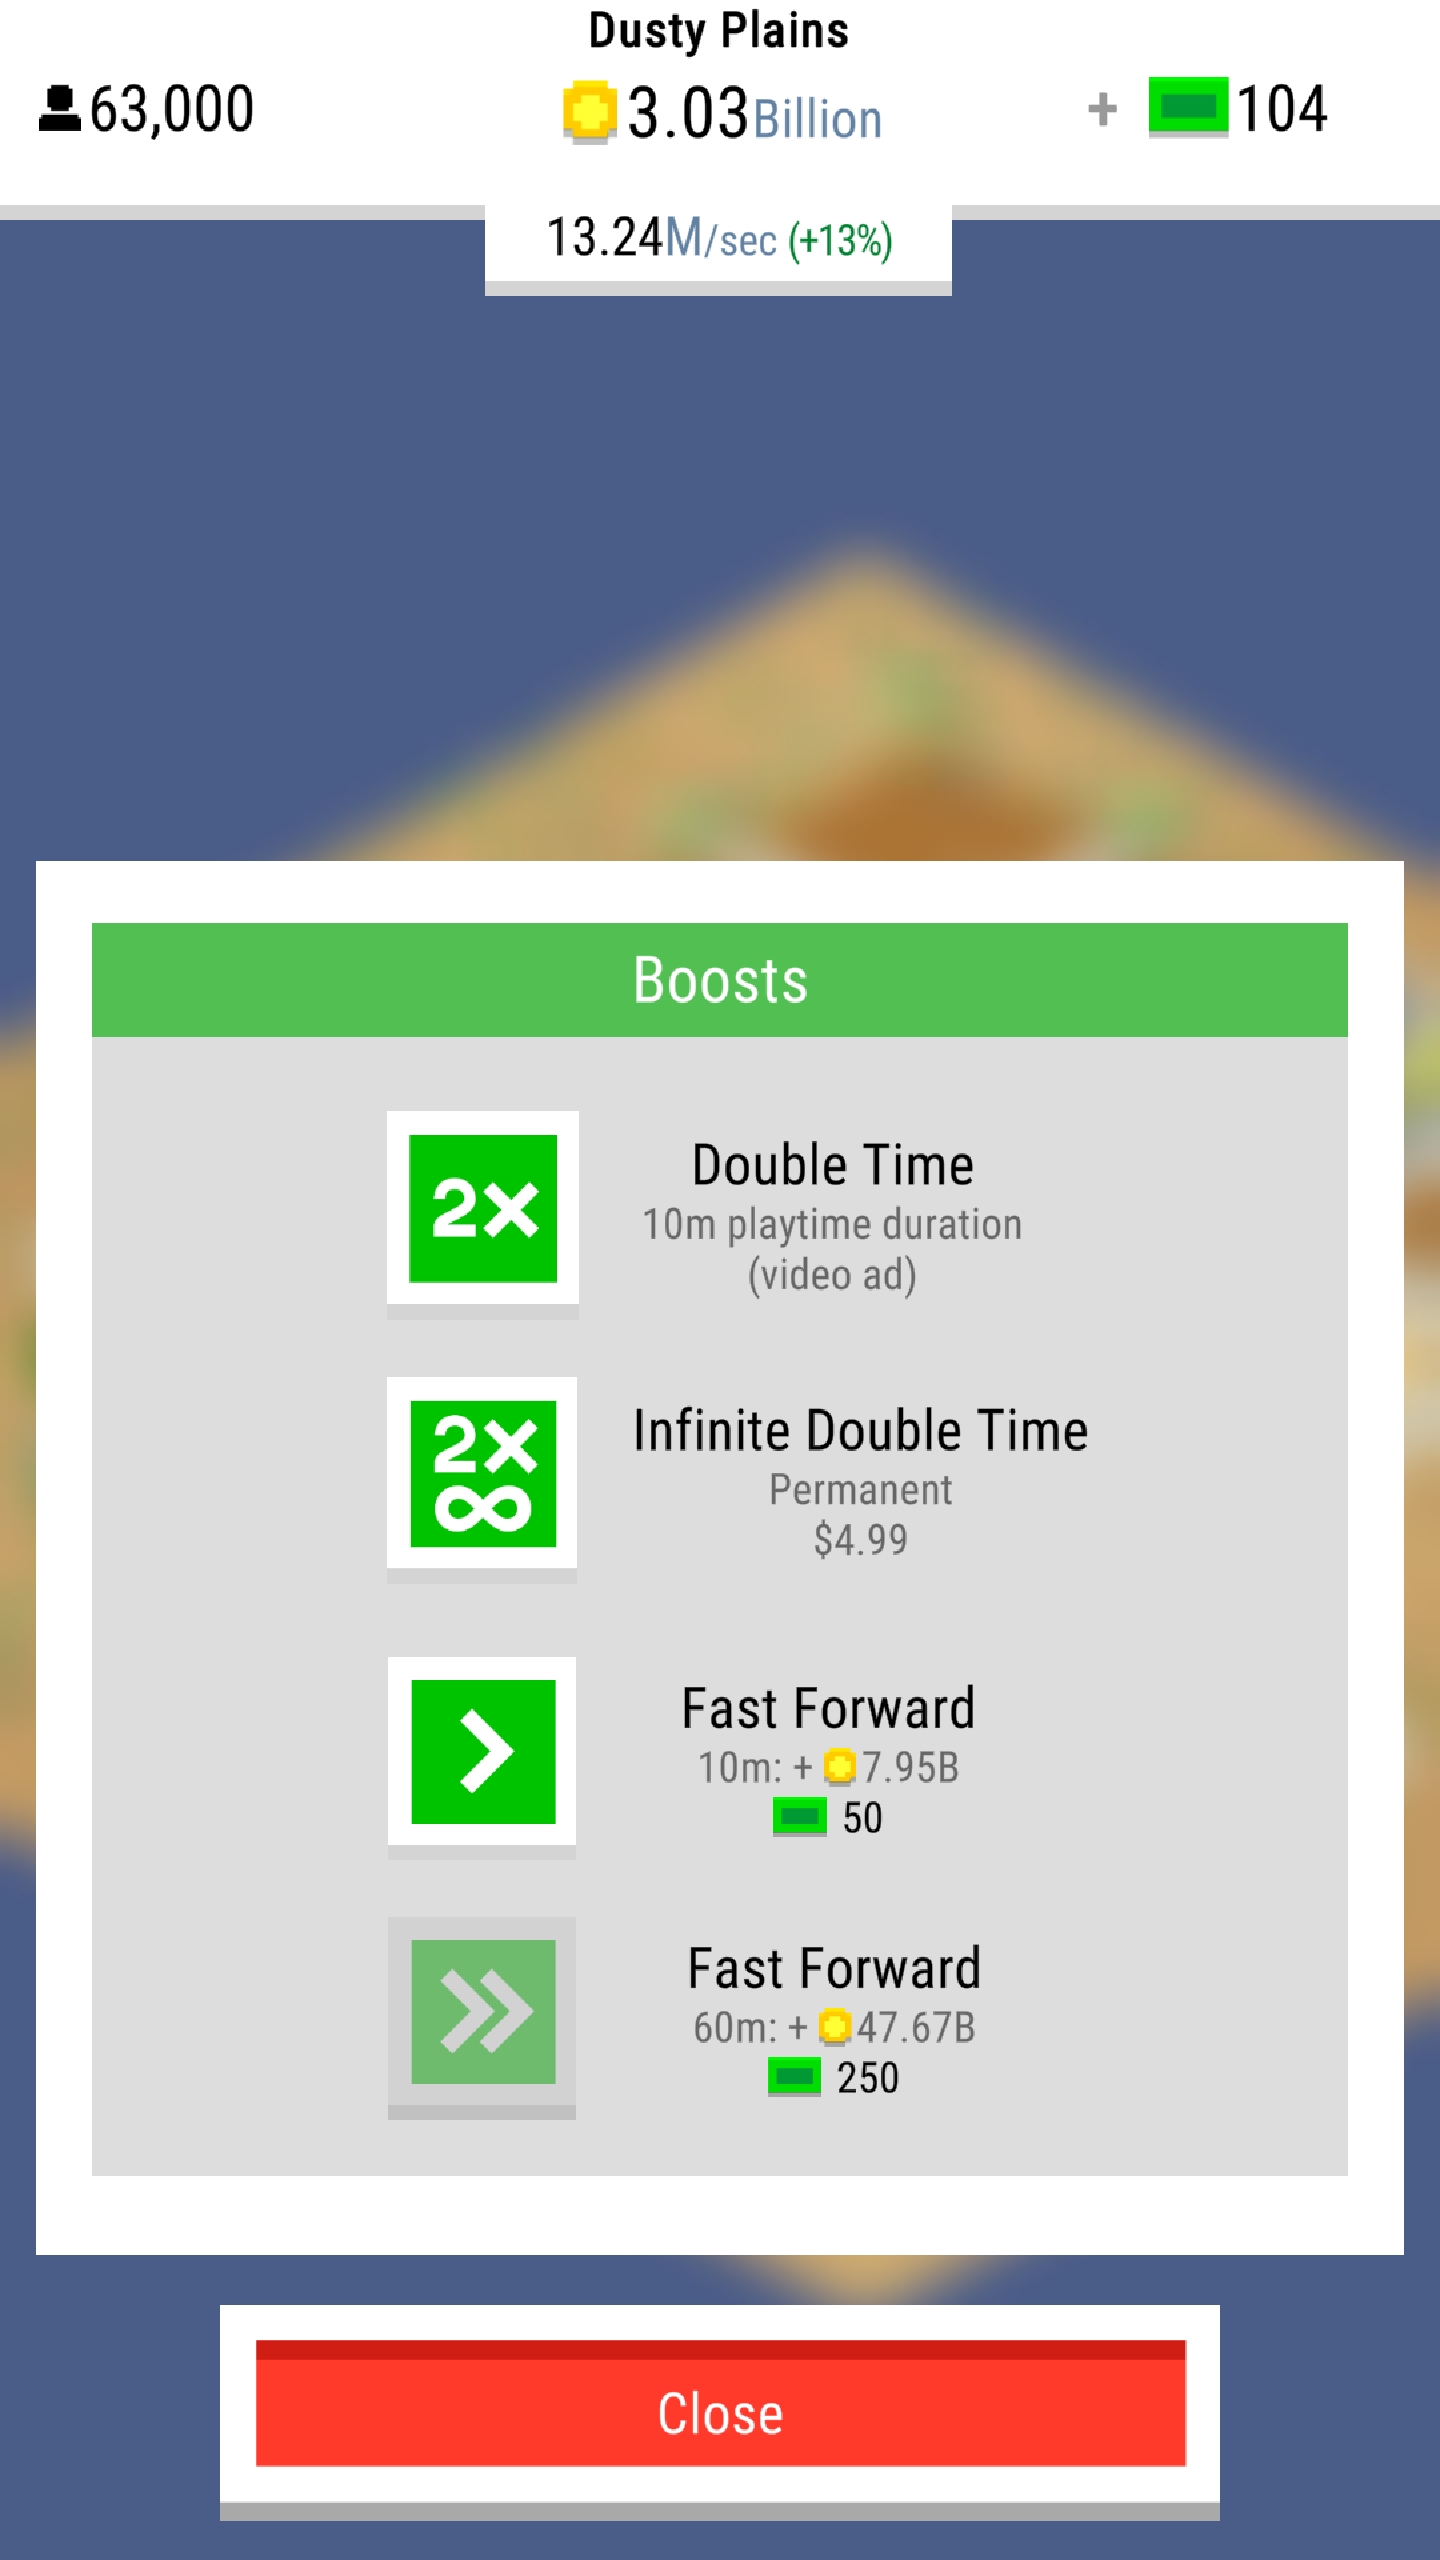 Dusty Plains
63,000
3.03Billion
+ 104
13.24M/sec (+13%)
Boosts
2×
Double Time
10m playtime duration
(video ad)
2×
∞
Infinite Double Time
Permanent
$4.99
Fast Forward
10m: + 7.95B
50
Fast Forward
60m: + 47.67B
250
Close